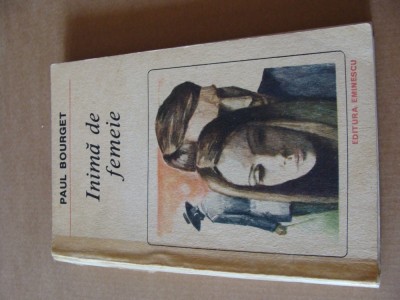 PAUL BOURGET
Inimă de
femeie
EDITURA EMINESCU